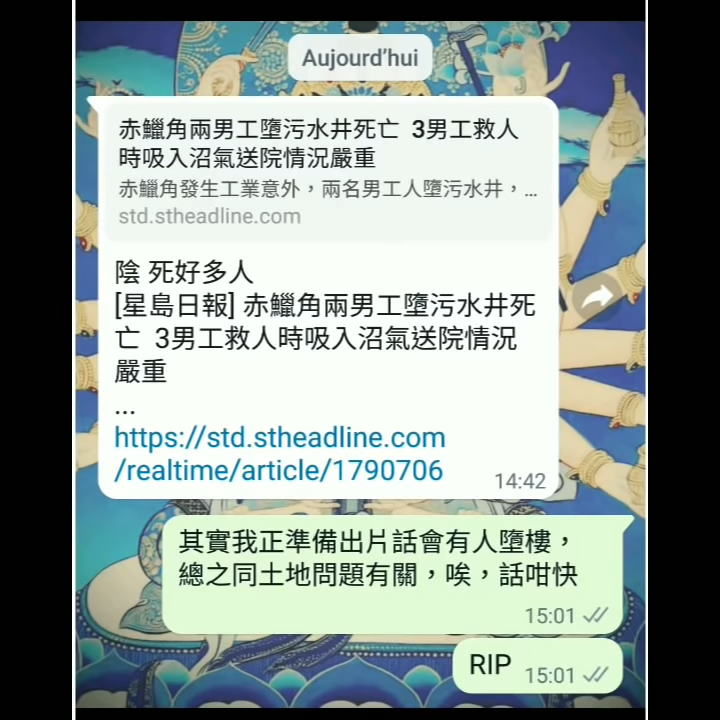 Aujourd'hui
赤鱲角兩男工墮污水井死亡 3男工救人
時吸入沼氣送院情況嚴重
赤鱲角發生工業意外，兩名男工人墮污水井，...
std.stheadline.com
陰 死好多人
[星島日報] 赤鱲角兩男工墮污水井死
亡 3男工救人時吸入沼氣送院情況
嚴重
...
https://std.stheadline.com
/realtime/article/1790706
14:42
其實我正準備出片話會有人墮樓，
總之同土地問題有關，唉，話咁快
15:01
RIP
15:01